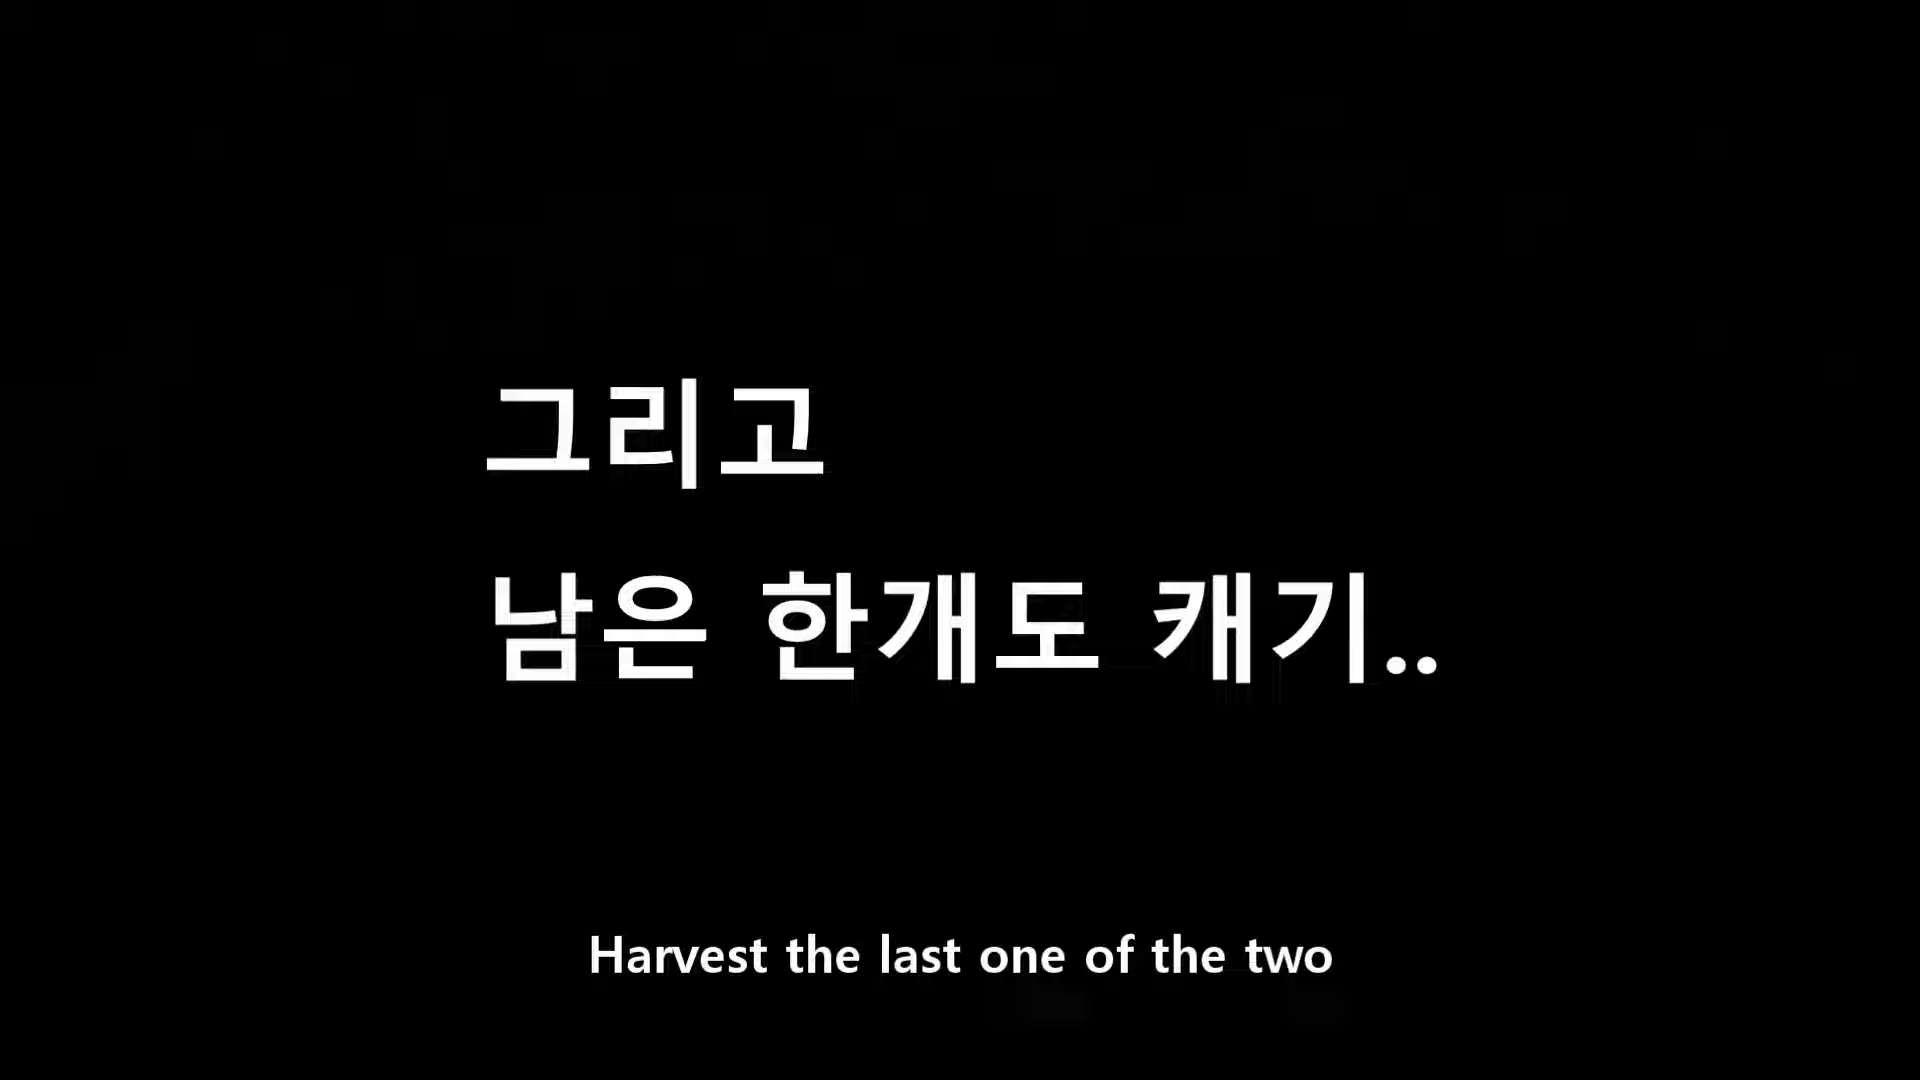 그리고
남은 한개도 캐기..
Harvest the last one of the two